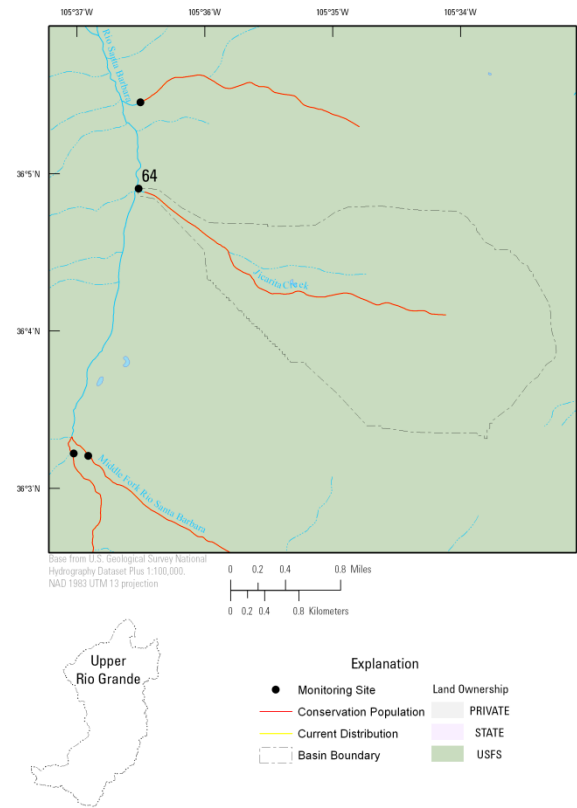 105°37'W 105°36'W 105°35'W 105°34'W
Rio Santa Barbara
36°5'N
64
Jicarita Creek
36°4'N
36°3'N
Middle Fork Rio Santa Barbara
Base from U.S. Geological Survey National
Hydrography Dataset Plus 1:100,000.
NAD 1983 UTM 13 projection
0 0.2 0.4 0.8 Miles
0 0.2 0.4 0.8 Kilometers
Upper
Rio Grande
Explanation
Monitoring Site
Conservation Population
Current Distribution
Basin Boundary
Land Ownership
PRIVATE
STATE
USFS